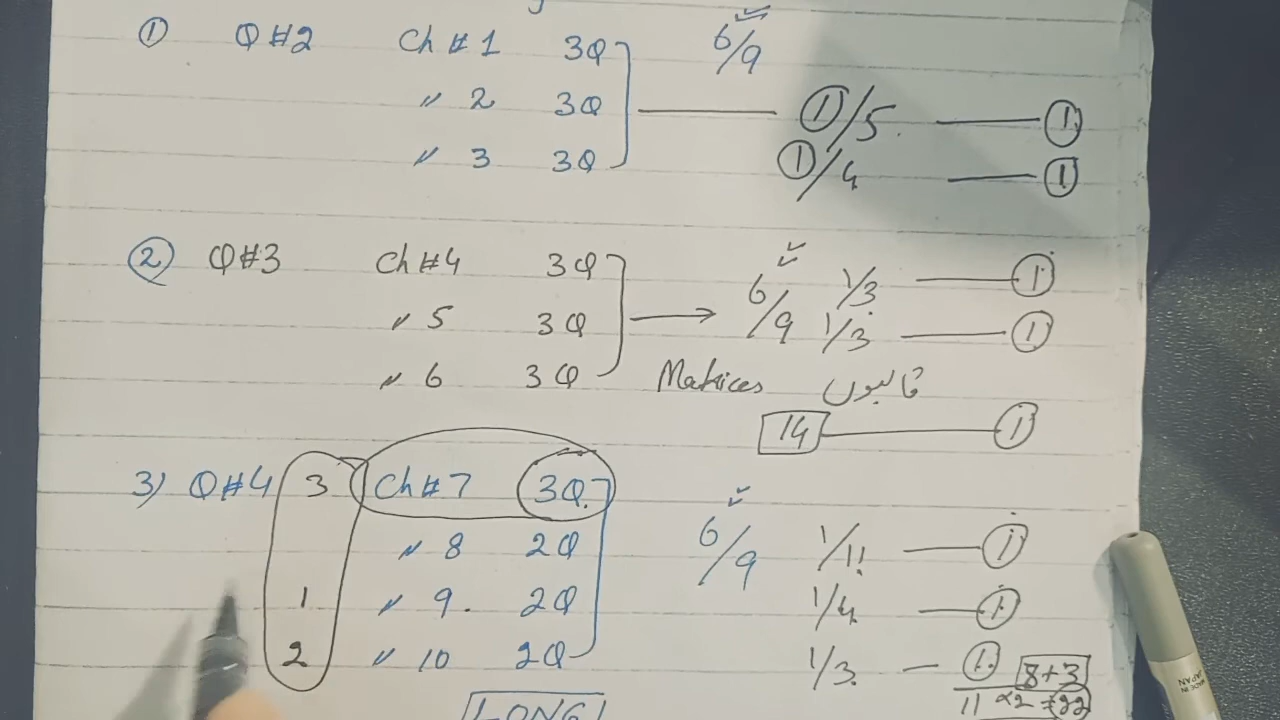 ① Q#2 Ch#1 3Q 6/9
〃 2 3Q ①/5. ①
〃 3 3Q ①/4 ①
② Q#3 Ch#4 3Q 6/9 1/3. ①
〃 5 3Q 1/3. ①
〃 6 3Q Matrices قالبوں
14 ①
3) Q#4 3 Ch#7 3Q. 6/9
〃 8 2Q 1/1! ①
1 〃 9. 2Q 1/4 ①
2 〃 10 2Q 1/3. ① 8+3
11×2=22
LONG
MADE IN JAPAN